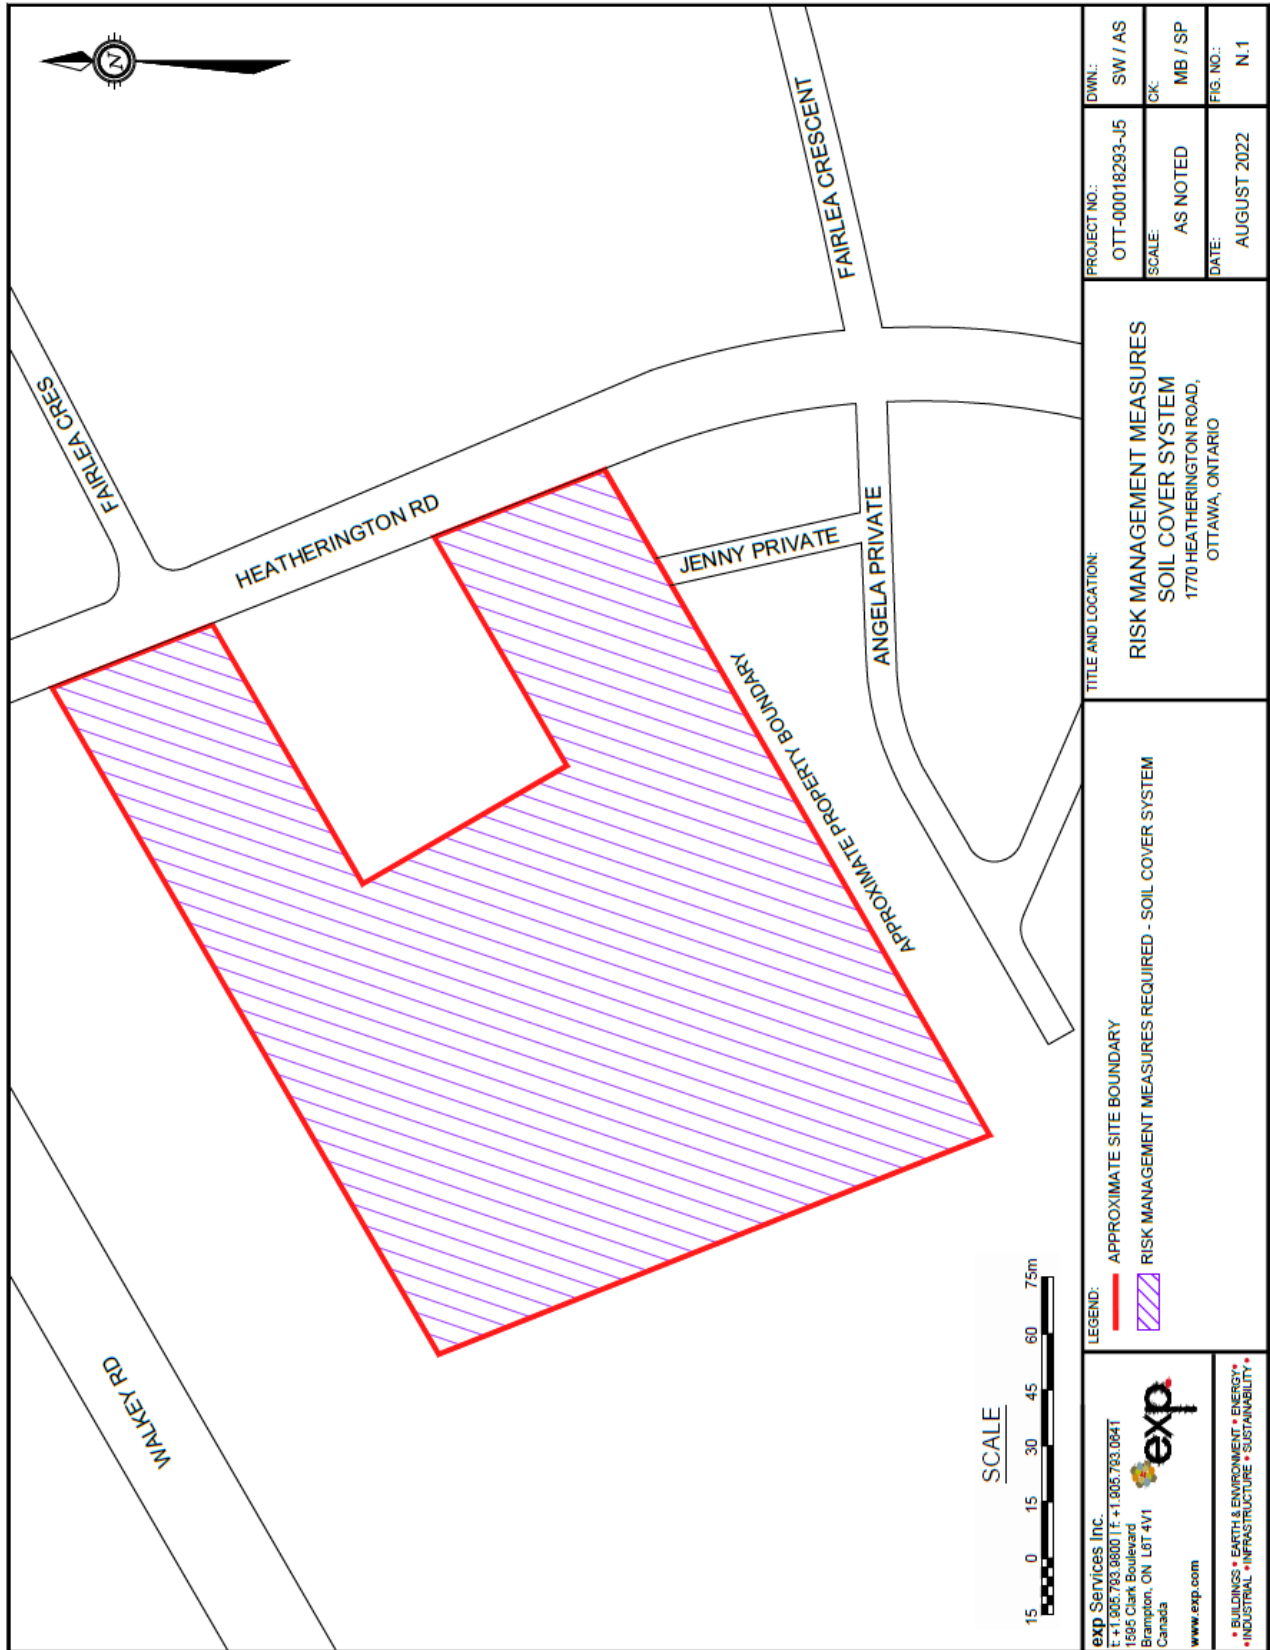 N
WALKEY RD
FAIRLEA CRES
HEATHERINGTON RD
FAIRLEA CRESCENT
JENNY PRIVATE
ANGELA PRIVATE
APPROXIMATE PROPERTY BOUNDARY
SCALE
15 0 15 30 45 60 75m
exp Services Inc.
t: +1.905.793.9800 | f: +1.905.793.0641
1595 Clark Boulevard
Brampton, ON L6T 4V1
Canada
www.exp.com
exp.
• BUILDINGS • EARTH & ENVIRONMENT • ENERGY •
• INDUSTRIAL • INFRASTRUCTURE • SUSTAINABILITY •
LEGEND:
APPROXIMATE SITE BOUNDARY
RISK MANAGEMENT MEASURES REQUIRED - SOIL COVER SYSTEM
TITLE AND LOCATION:
RISK MANAGEMENT MEASURES
SOIL COVER SYSTEM
1770 HEATHERINGTON ROAD,
OTTAWA, ONTARIO
PROJECT NO.:
OTT-00018293-J5
DWN.:
SW / AS
SCALE:
AS NOTED
CK:
MB / SP
DATE:
AUGUST 2022
FIG. NO.:
N.1